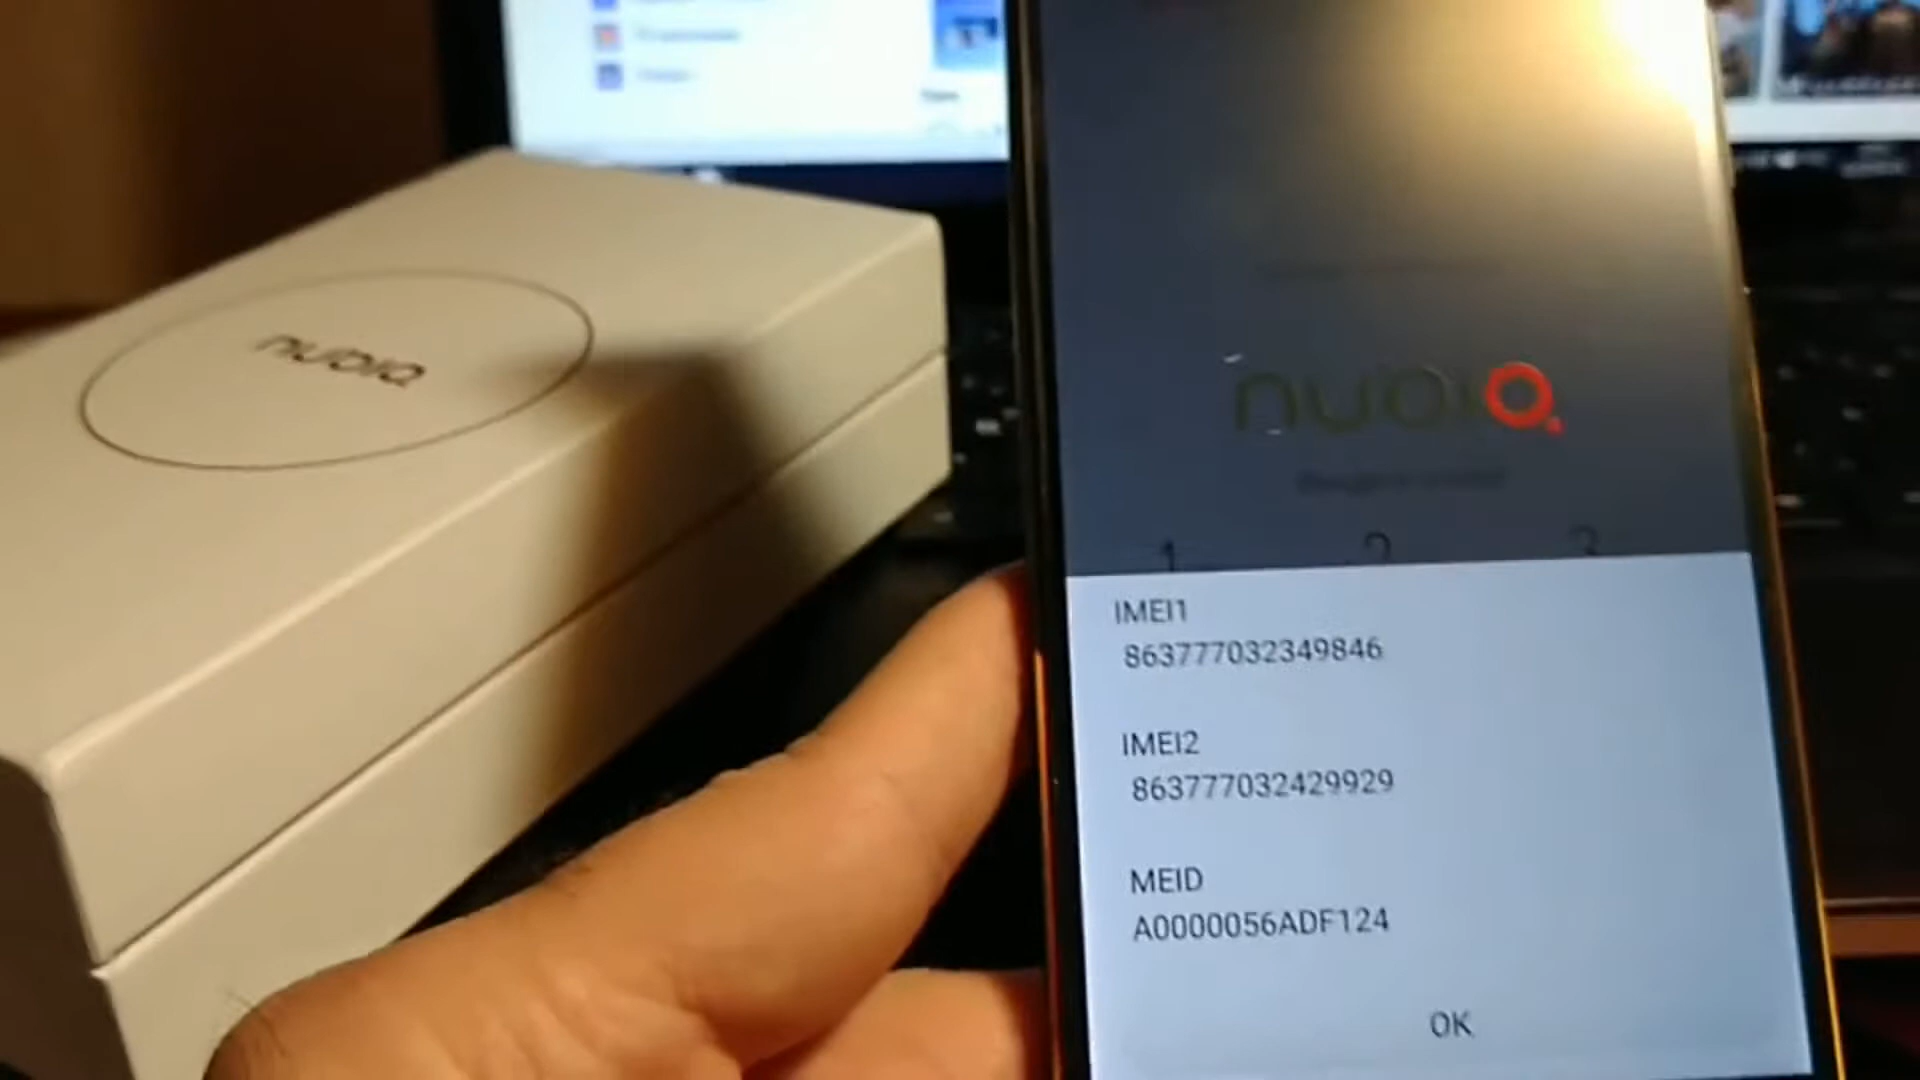 nubia
nubia
1 2 3
IMEI1
863777032349846
IMEI2
863777032429929
MEID
A0000056ADF124
OK